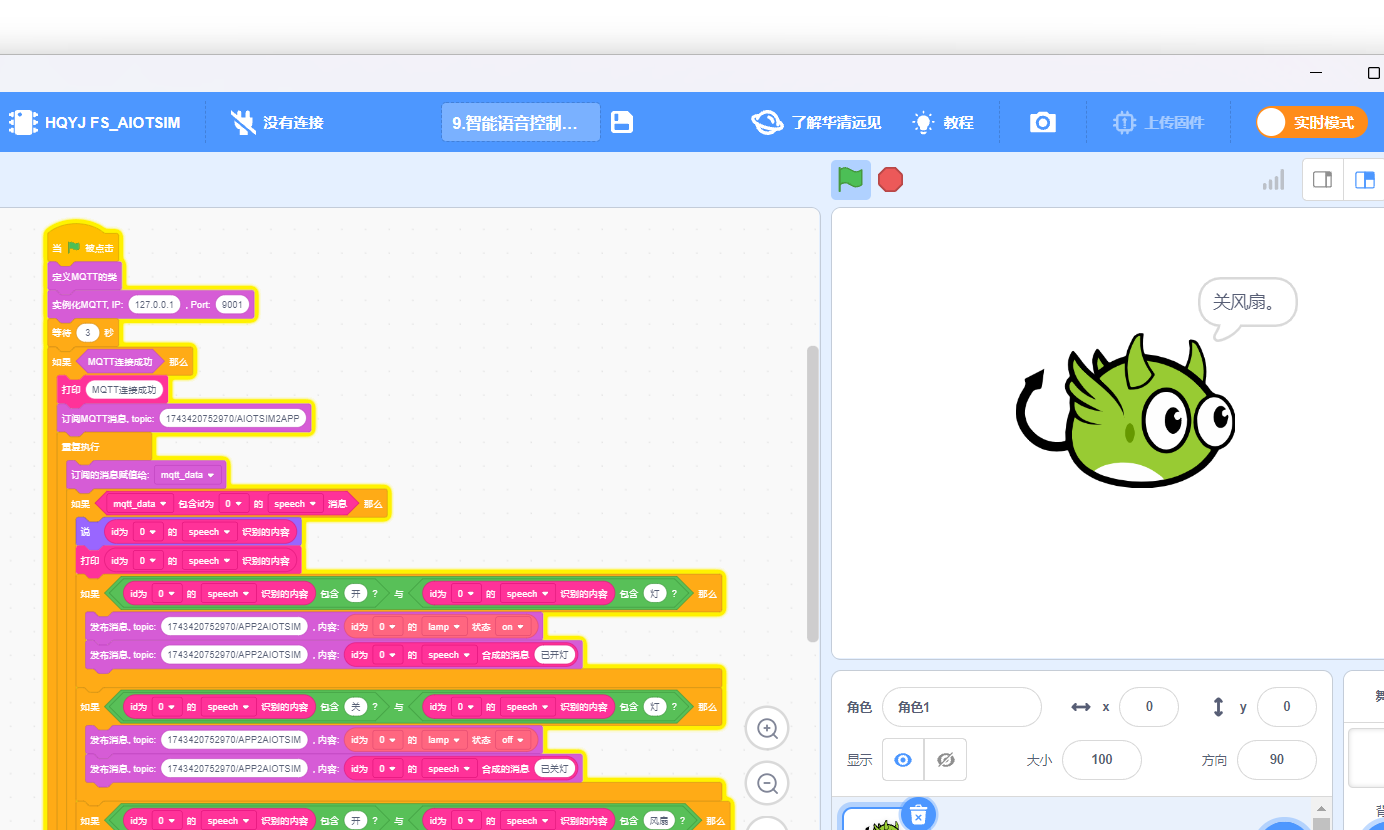 HQYJ FS_AIOTSIM 没有连接 9.智能语音控制... 了解华清远见 教程 上传固件 实时模式
当 被点击
定义MQTT的类
实例化MQTT, IP: 127.0.0.1 , Port: 9001
等待 3 秒
如果 MQTT连接成功 那么
打印 MQTT连接成功
订阅MQTT消息, topic: 1743420752970/AIOTSIM2APP
重复执行
订阅的消息赋值给: mqtt_data
如果 mqtt_data 包含id为 0 的 speech 消息 那么
说 id为 0 的 speech 识别的内容
打印 id为 0 的 speech 识别的内容
如果 id为 0 的 speech 识别的内容 包含 开 ? 与 id为 0 的 speech 识别的内容 包含 灯 ? 那么
发布消息, topic: 1743420752970/APP2AIOTSIM , 内容: id为 0 的 lamp 状态 on
发布消息, topic: 1743420752970/APP2AIOTSIM , 内容: id为 0 的 speech 合成的消息 已开灯
如果 id为 0 的 speech 识别的内容 包含 关 ? 与 id为 0 的 speech 识别的内容 包含 灯 ? 那么
发布消息, topic: 1743420752970/APP2AIOTSIM , 内容: id为 0 的 lamp 状态 off
发布消息, topic: 1743420752970/APP2AIOTSIM , 内容: id为 0 的 speech 合成的消息 已关灯
如果 id为 0 的 speech 识别的内容 包含 开 ? 与 id为 0 的 speech 识别的内容 包含 风扇 ? 那么
关风扇。
角色 角色1 x 0 y 0
显示 大小 100 方向 90